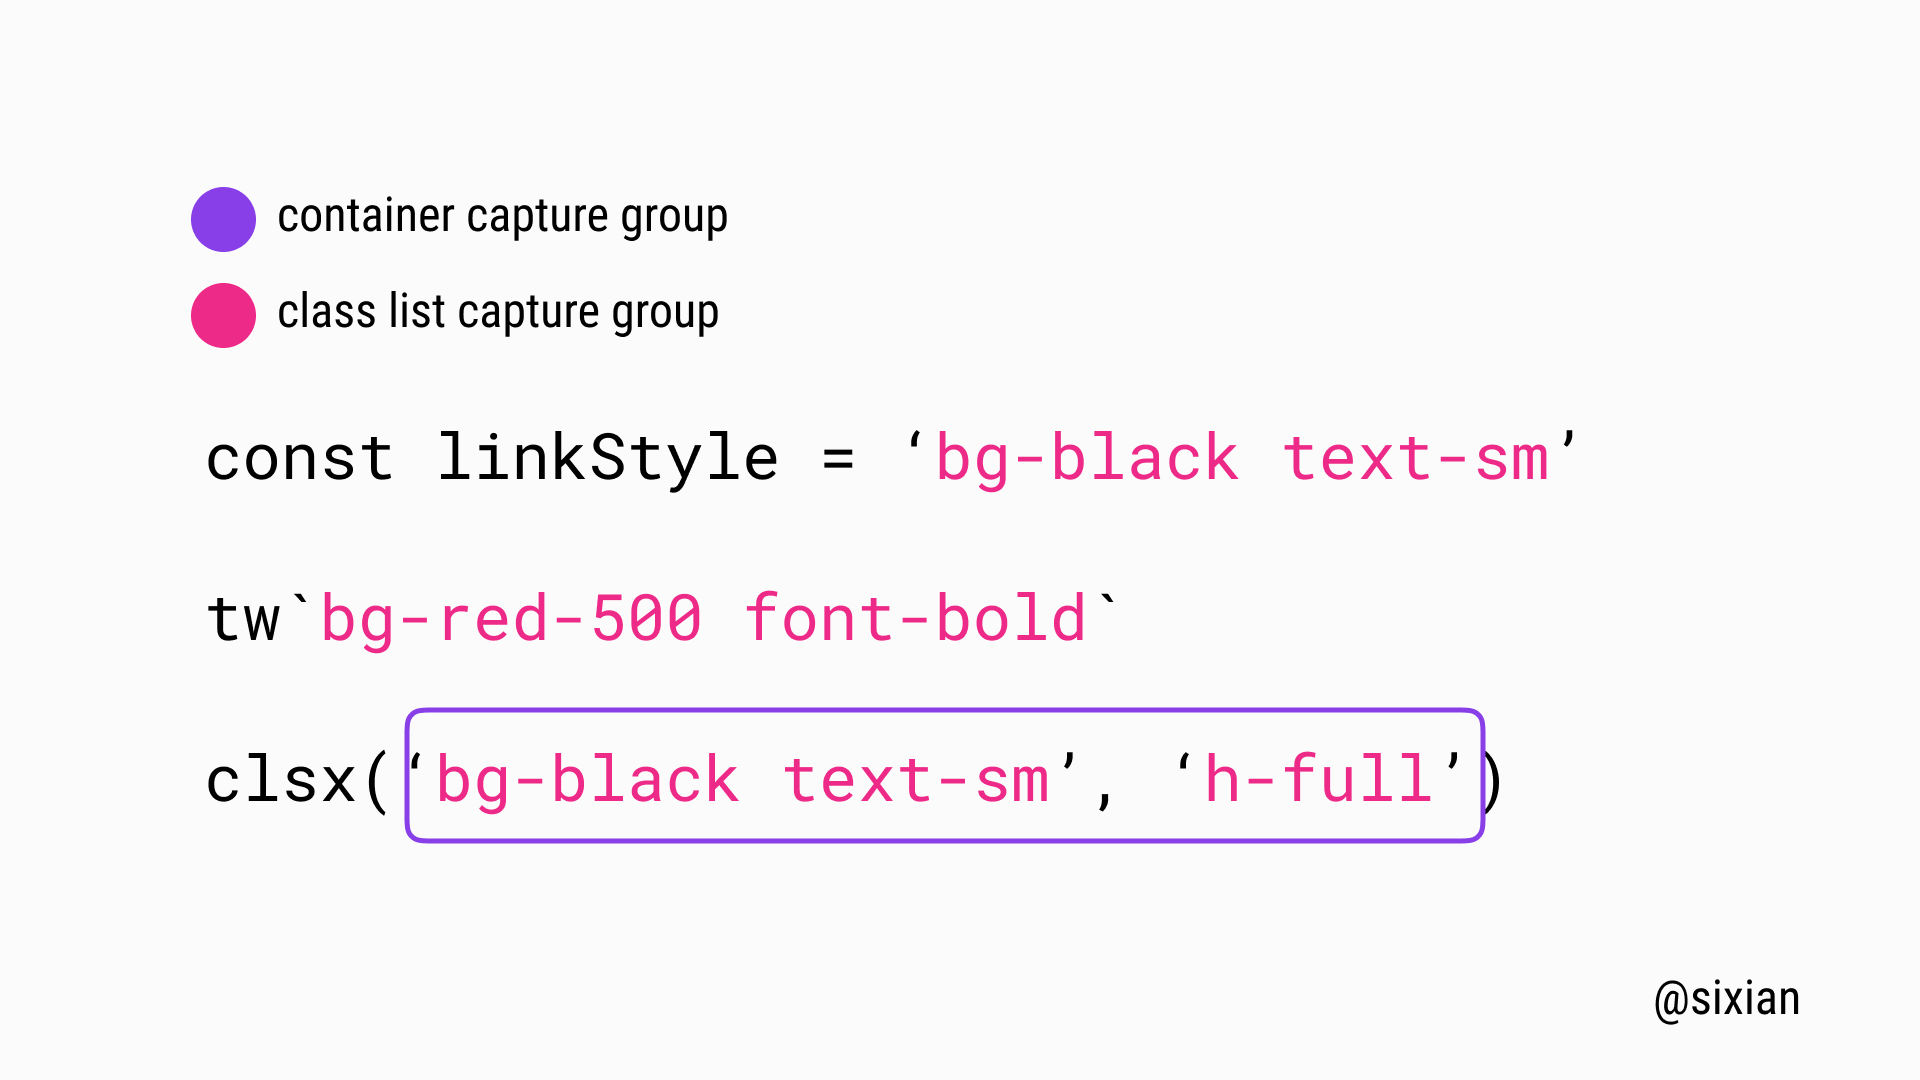 container capture group
class list capture group
const linkStyle = ‘bg-black text-sm’
tw`bg-red-500 font-bold`
clsx(‘bg-black text-sm’, ‘h-full’)
@sixian